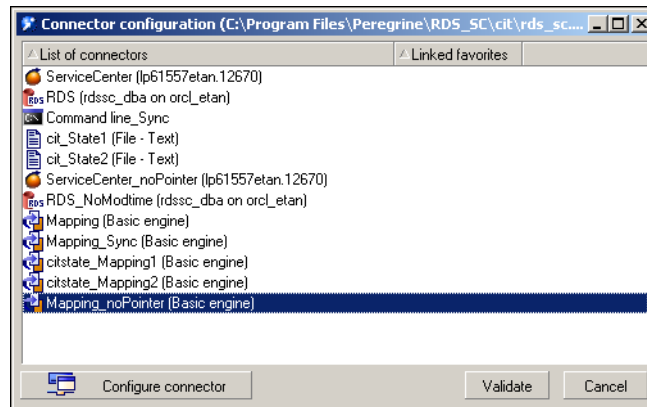 Connector configuration (C:\Program Files\Peregrine\RDS_SC\cit\rds_sc....
List of connectors Linked favorites
ServiceCenter (lp61557etan.12670)
RDS RDS (rdssc_dba on orcl_etan)
C:\ Command line_Sync
cit_State1 (File - Text)
cit_State2 (File - Text)
ServiceCenter_noPointer (lp61557etan.12670)
RDS RDS_NoModtime (rdssc_dba on orcl_etan)
Mapping (Basic engine)
Mapping_Sync (Basic engine)
citstate_Mapping1 (Basic engine)
citstate_Mapping2 (Basic engine)
Mapping_noPointer (Basic engine)
Configure connector Validate Cancel